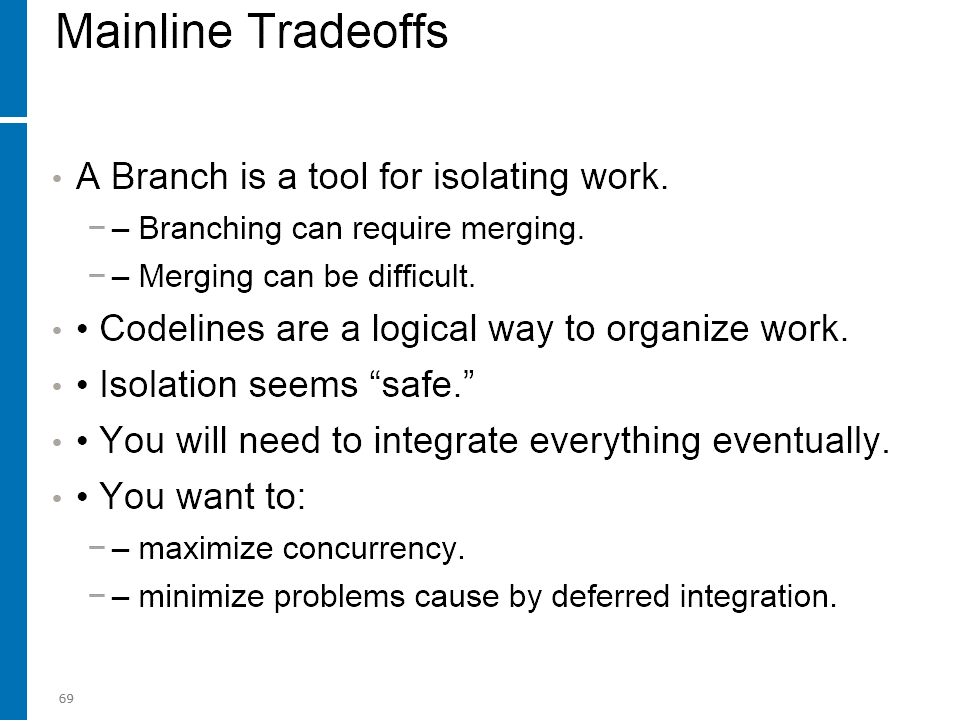 Mainline Tradeoffs
• A Branch is a tool for isolating work.
– – Branching can require merging.
– – Merging can be difficult.
• • Codelines are a logical way to organize work.
• • Isolation seems “safe.”
• • You will need to integrate everything eventually.
• • You want to:
– – maximize concurrency.
– – minimize problems cause by deferred integration.
69